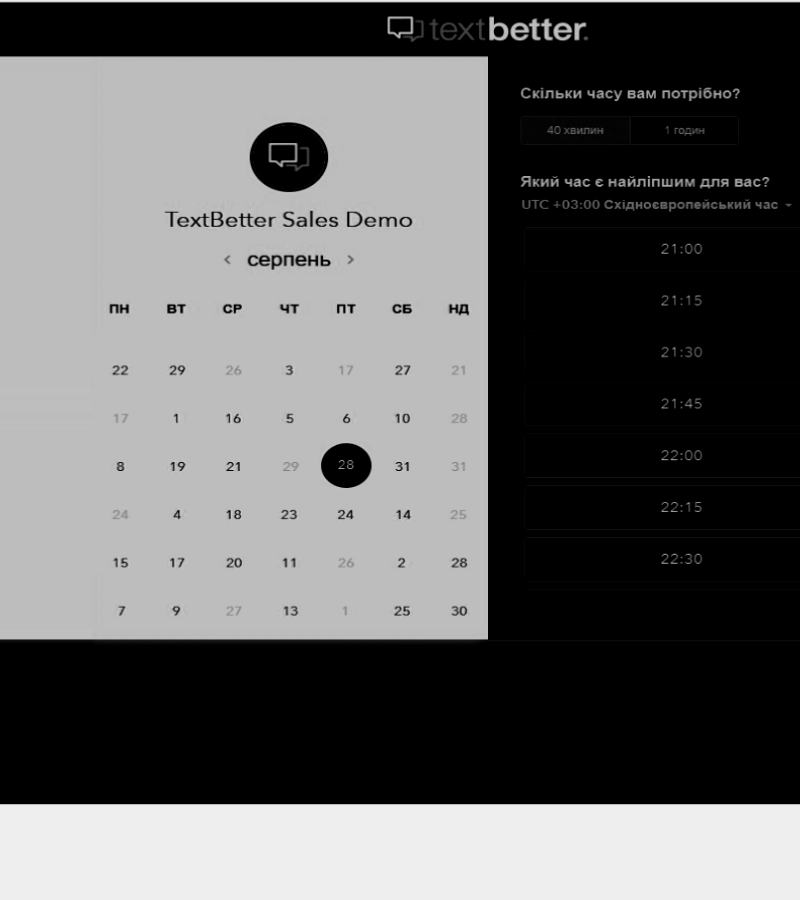 textbetter.
TextBetter Sales Demo
‹ серпень ›
ПН ВТ СР ЧТ ПТ СБ НД
22 29 26 3 17 27 21
17 1 16 5 6 10 28
8 19 21 29 28 31 31
24 4 18 23 24 14 25
15 17 20 11 26 2 28
7 9 27 13 1 25 30
Скільки часу вам потрібно?
40 хвилин 1 годин
Який час є найліпшим для вас?
UTC +03:00 Східноєвропейський час
21:00
21:15
21:30
21:45
22:00
22:15
22:30